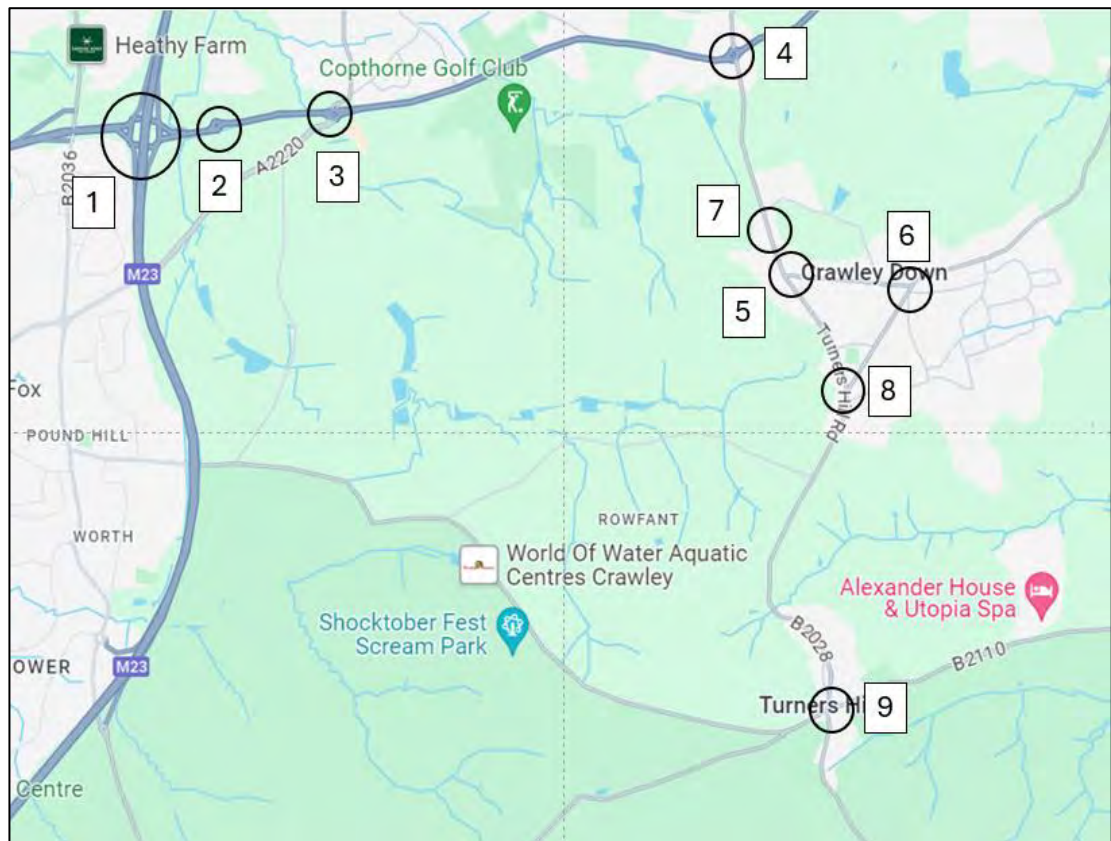 Heathy Farm
Copthorne Golf Club
4
B2036
1
2
A2220
3
M23
7
6
Crawley Down
5
Turners Hill Rd
8
Fox
POUND HILL
WORTH
ROWFANT
World Of Water Aquatic
Centres Crawley
Shocktober Fest
Scream Park
Alexander House
& Utopia Spa
OWER
M23
B2028
B2110
Turners Hi
9
Centre